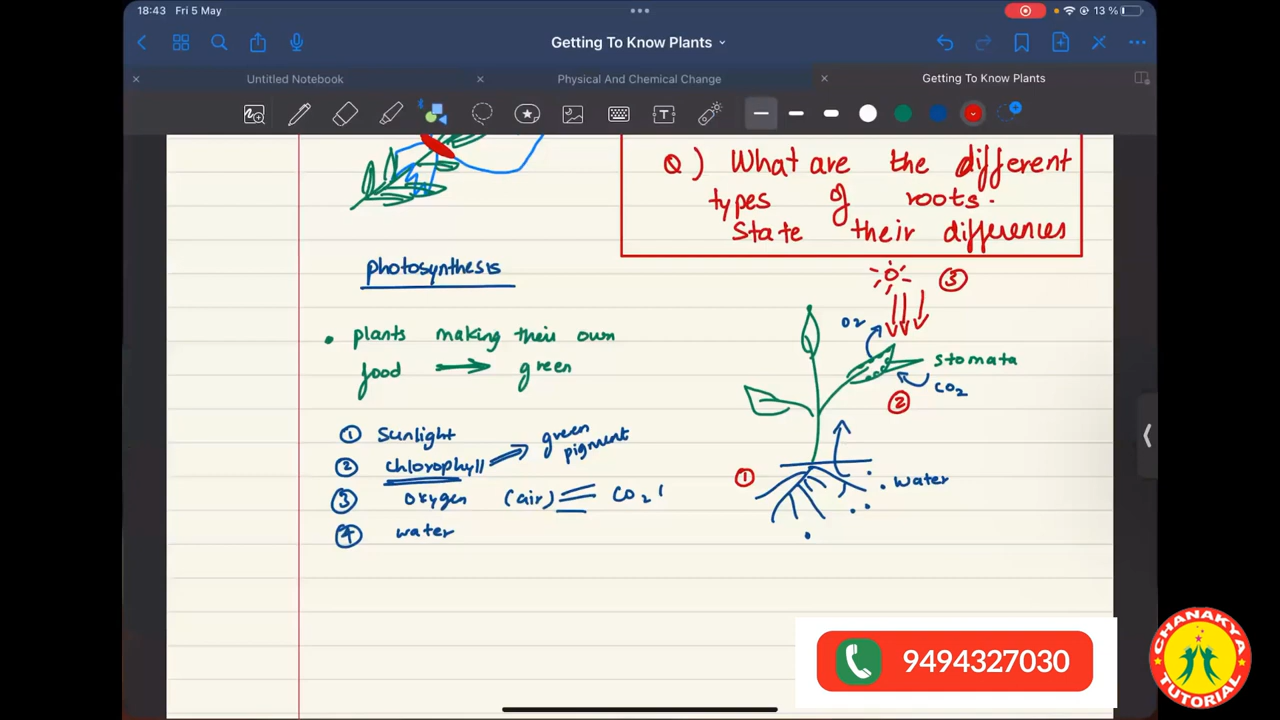 18:43 Fri 5 May
13 %
Getting To Know Plants
Untitled Notebook
Physical And Chemical Change
Getting To Know Plants
Q) What are the different
types of roots.
State their differences
photosynthesis
• plants making their own
food → green
① Sunlight
② chlorophyll
green
pigment
③ oxygen (air) CO2
④ water
③
O2
stomata
CO2
②
①
water
9494327030
CHANAKYA
TUTORIAL